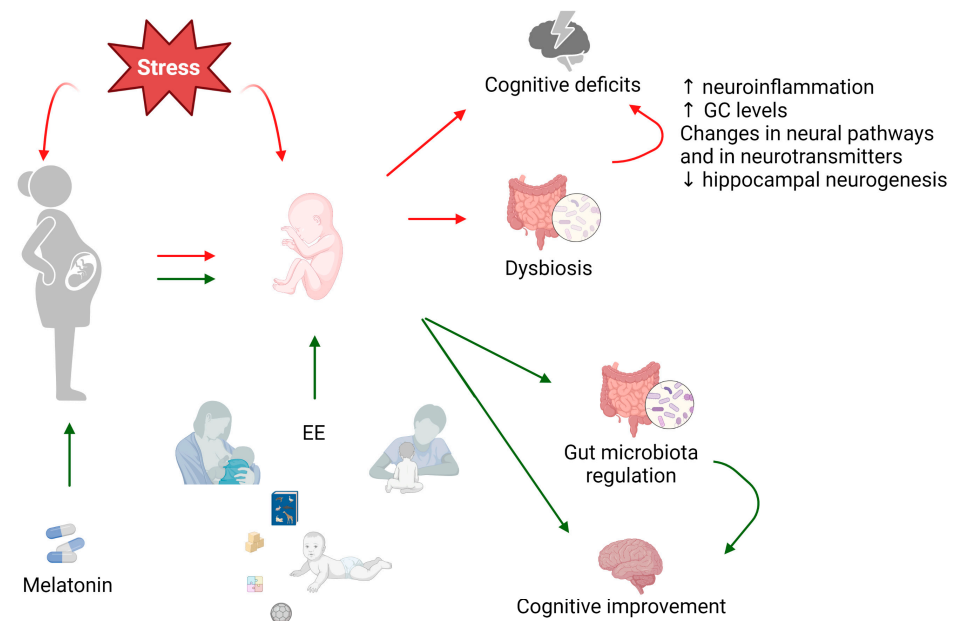 Stress
Cognitive deficits
↑ neuroinflammation
↑ GC levels
Changes in neural pathways
and in neurotransmitters
↓ hippocampal neurogenesis
Dysbiosis
EE
Gut microbiota
regulation
Melatonin
Cognitive improvement